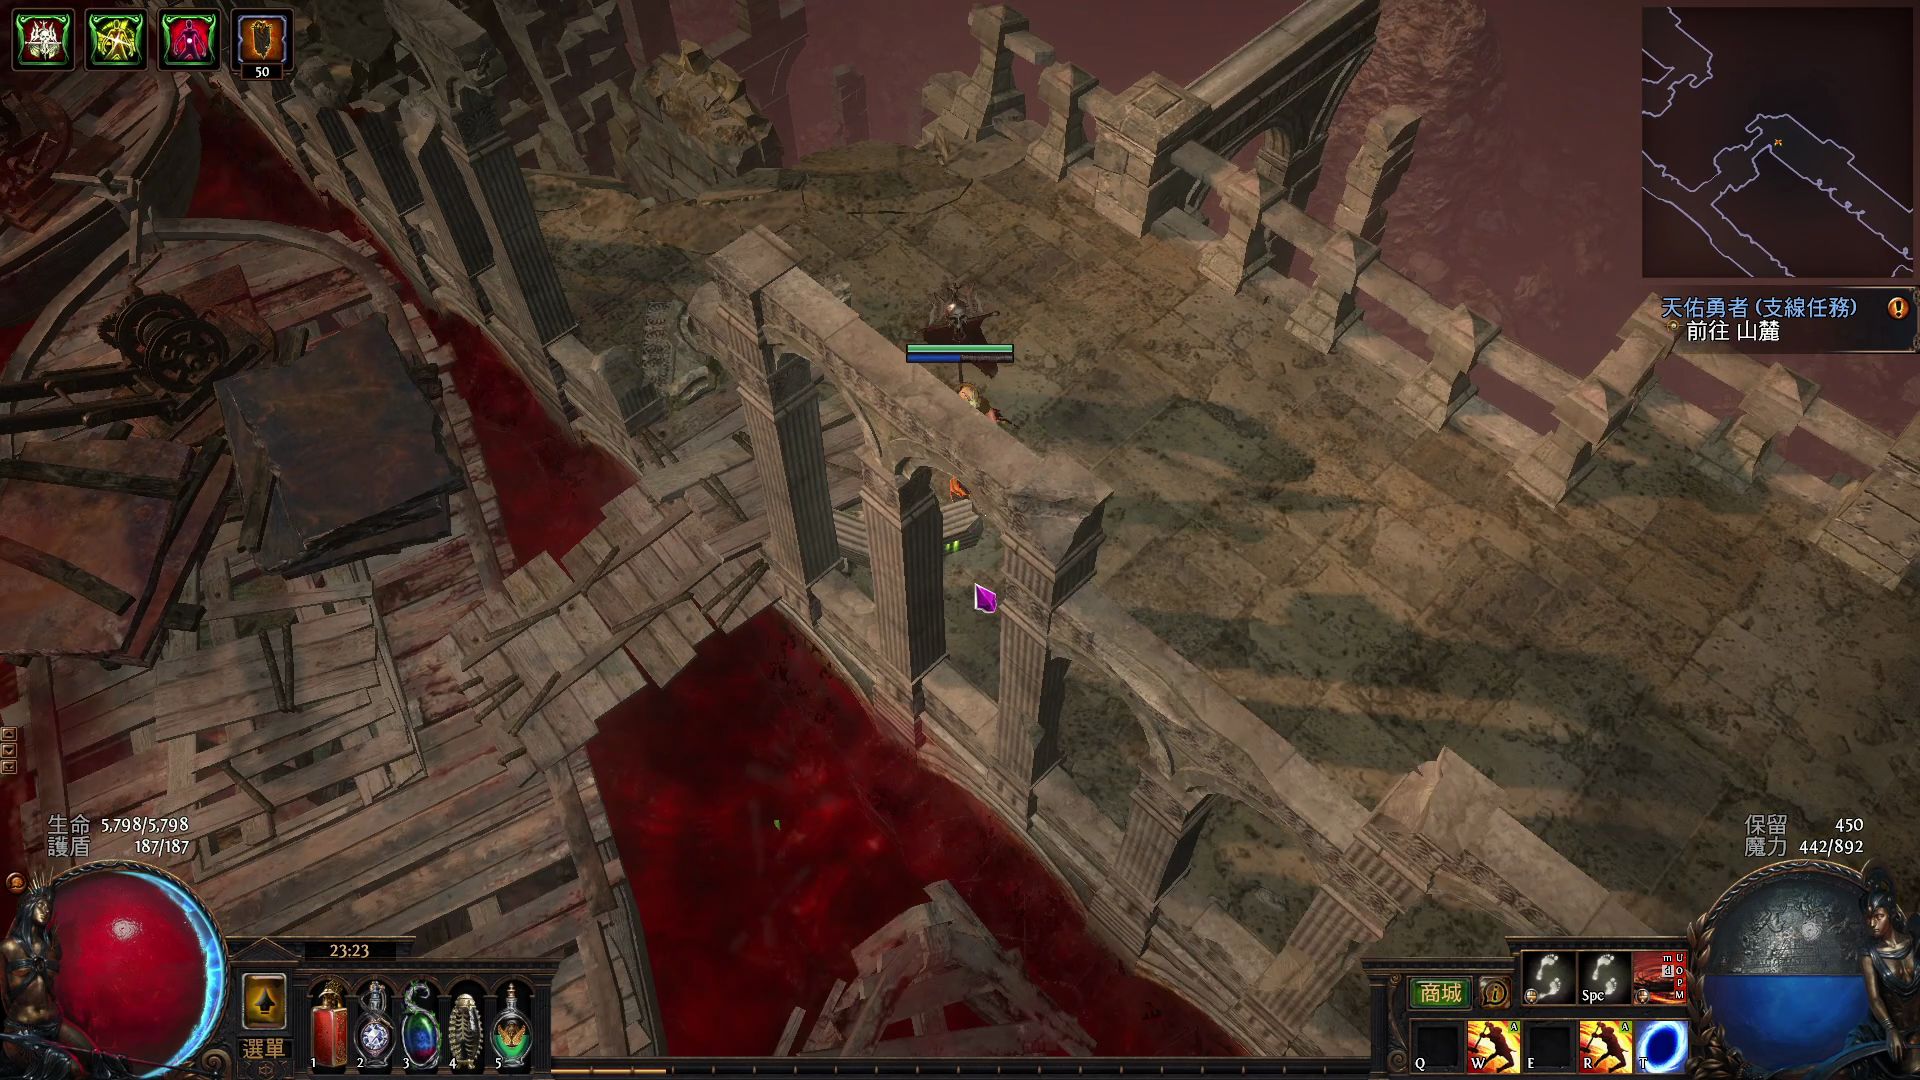 50
天佑勇者 (支線任務)
前往 山麓
生命 5,798/5,798
護盾 187/187
保留 450
魔力 442/892
23:23
選單
1 2 3 4 5
商城
Spc
m U
d O
P
M
Q W A E R A T